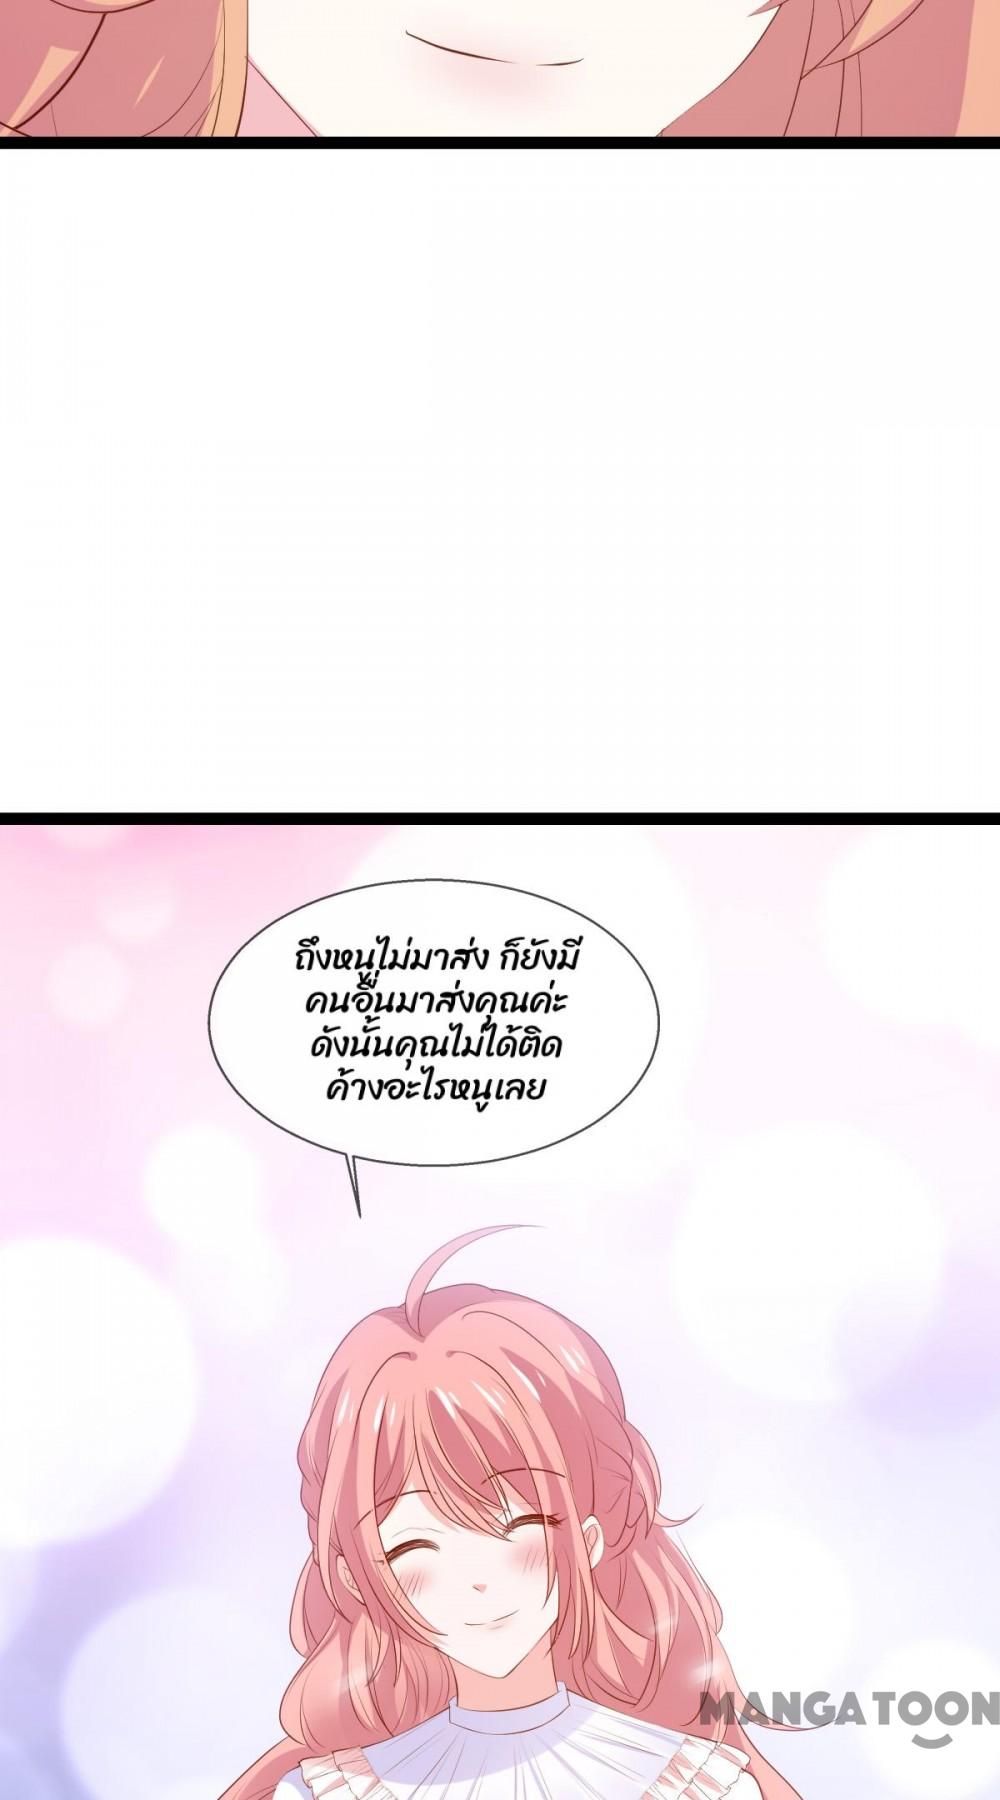 ถึงหนูไม่มาส่ง ก็ยังมี
คนอื่นมาส่งคุณค่ะ
ดังนั้นคุณไม่ได้ติด
ค้างอะไรหนูเลย
MANGATOON